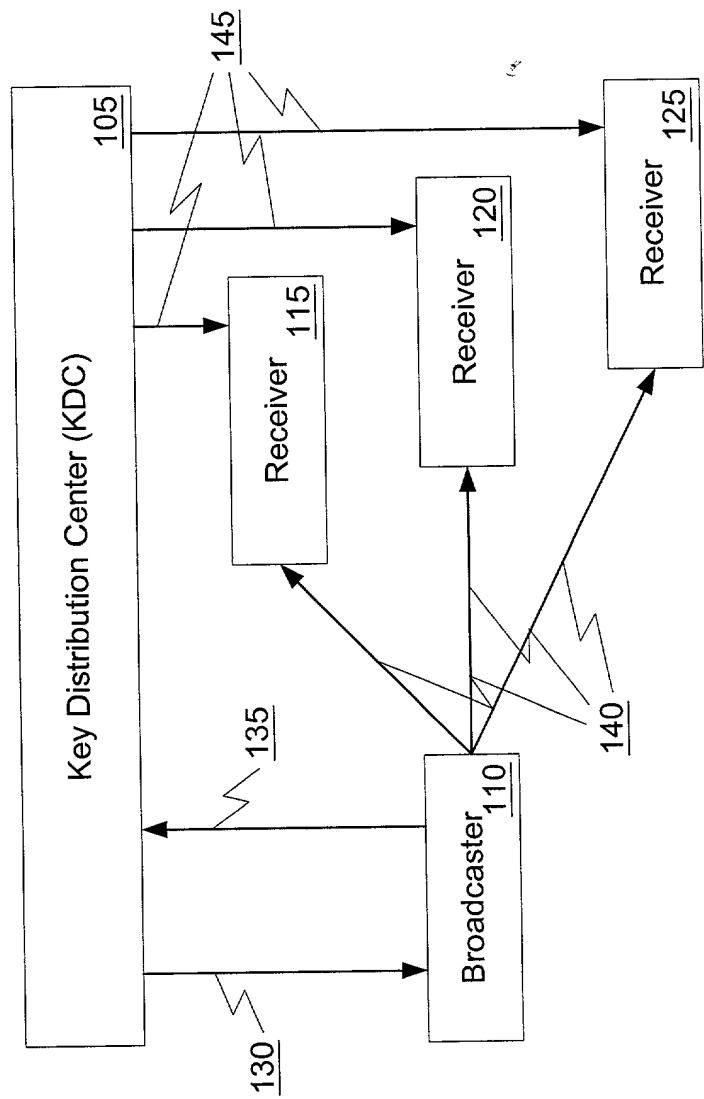 Key Distribution Center (KDC)
105
145
130
135
Receiver
115
Receiver
120
Receiver
125
Broadcaster
110
140